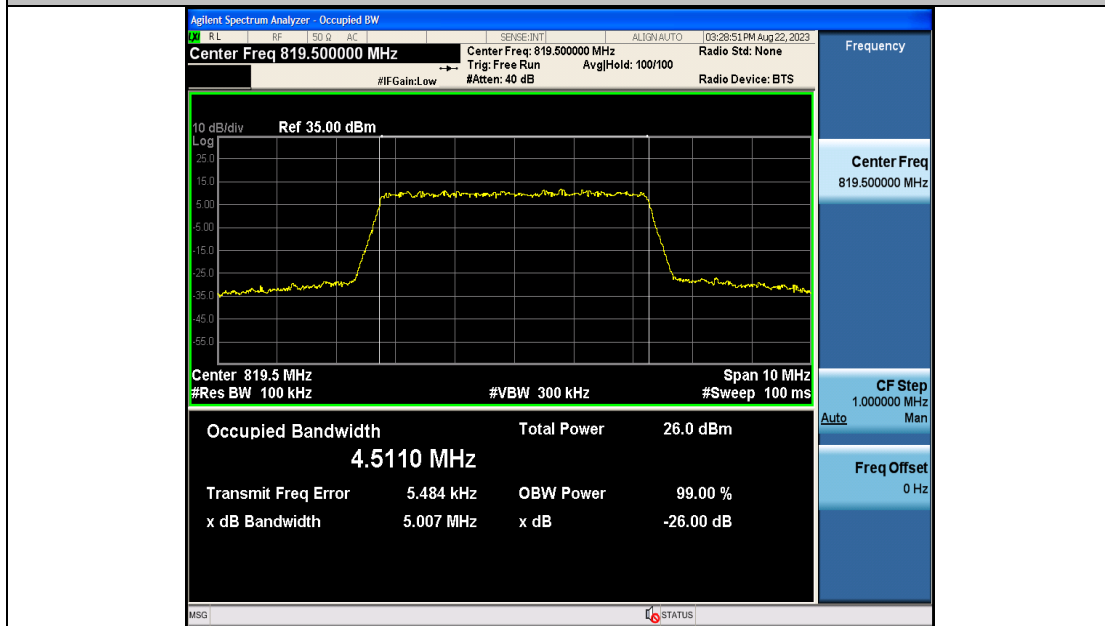 Agilent Spectrum Analyzer - Occupied BW
LXI RL RF 50 Ω AC SENSE:INT ALIGN AUTO 03:28:51 PM Aug 22, 2023
Center Freq 819.500000 MHz
Center Freq: 819.500000 MHz
Radio Std: None
Trig: Free Run Avg|Hold: 100/100
#IFGain:Low
#Atten: 40 dB
Radio Device: BTS
10 dB/div Ref 35.00 dBm
Log
25.0
15.0
5.00
-5.00
-15.0
-25.0
-35.0
-45.0
-55.0
Center 819.5 MHz
Span 10 MHz
#Res BW 100 kHz
#VBW 300 kHz
#Sweep 100 ms
Occupied Bandwidth
4.5110 MHz
Total Power 26.0 dBm
Transmit Freq Error 5.484 kHz
OBW Power 99.00 %
x dB Bandwidth 5.007 MHz
x dB -26.00 dB
Frequency
Center Freq
819.500000 MHz
CF Step
1.000000 MHz
Auto Man
Freq Offset
0 Hz
MSG
STATUS